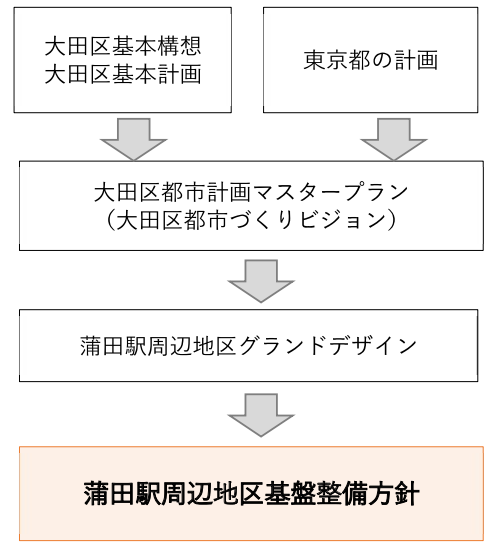 大田区基本構想
大田区基本計画
東京都の計画
大田区都市計画マスタープラン
（大田区都市づくりビジョン）
蒲田駅周辺地区グランドデザイン
蒲田駅周辺地区基盤整備方針